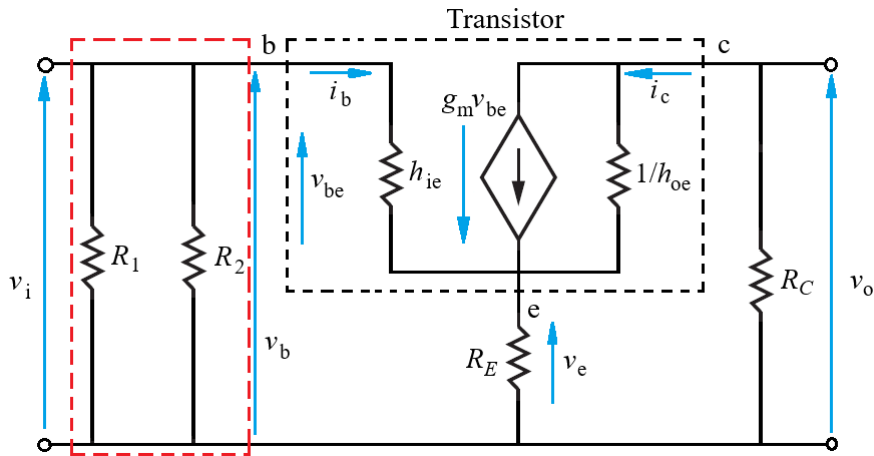 Transistor
b
c
i_b
g_m v_be
i_c
v_be
h_ie
1/h_oe
v_i
R_1
R_2
v_b
e
R_E
v_e
R_C
v_o